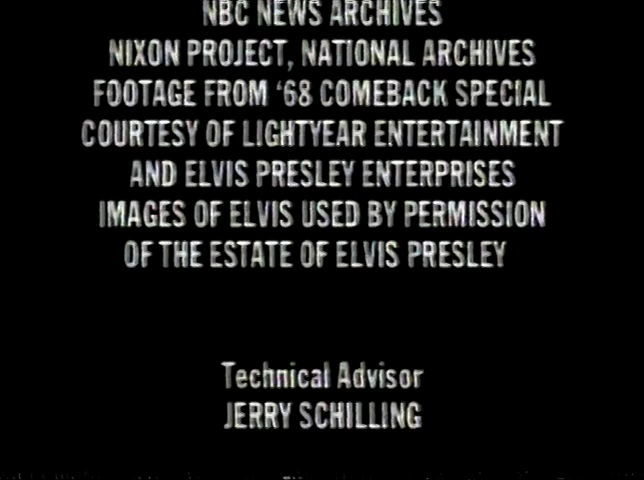 NBC NEWS ARCHIVES
NIXON PROJECT, NATIONAL ARCHIVES
FOOTAGE FROM '68 COMEBACK SPECIAL
COURTESY OF LIGHTYEAR ENTERTAINMENT
AND ELVIS PRESLEY ENTERPRISES
IMAGES OF ELVIS USED BY PERMISSION
OF THE ESTATE OF ELVIS PRESLEY
Technical Advisor
JERRY SCHILLING